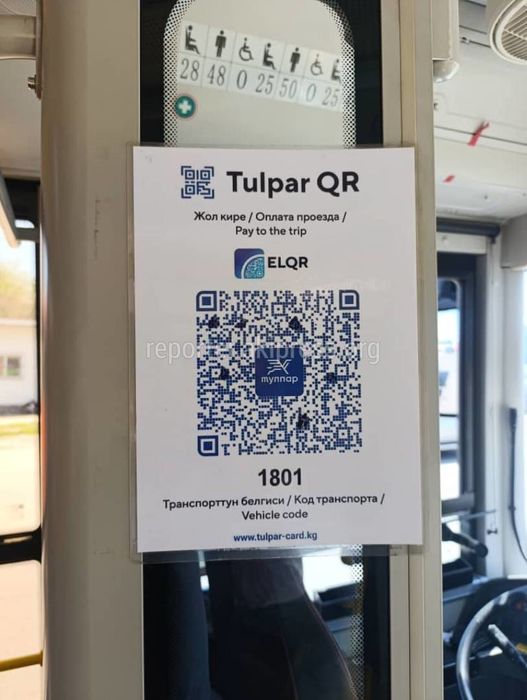 28 48 0 25 50 0 25
Tulpar QR
Жол кире / Оплата проезда /
Pay to the trip
ELQR
тулпар
1801
Транспорттун белгиси / Код транспорта /
Vehicle code
www.tulpar-card.kg